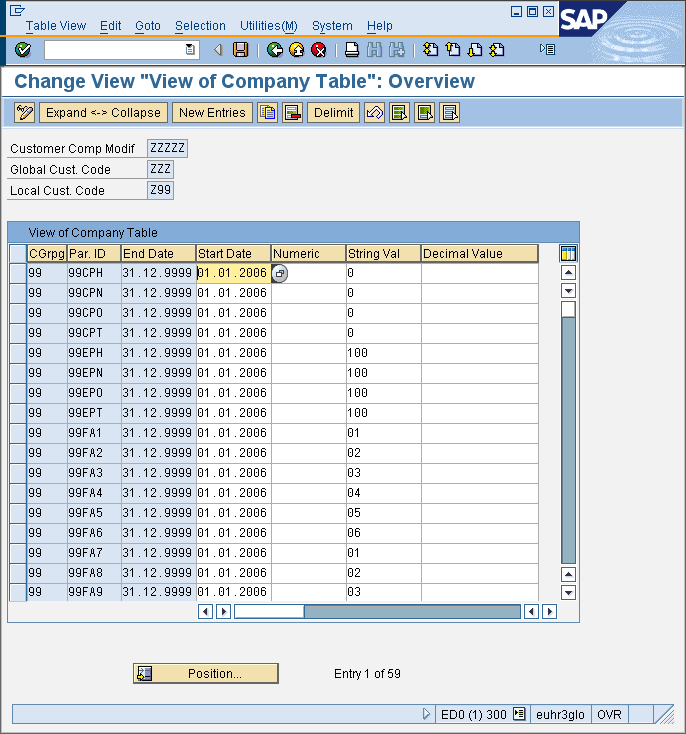 Table View Edit Goto Selection Utilities(M) System Help
SAP
Change View "View of Company Table": Overview
Expand <-> Collapse New Entries Delimit
Customer Comp Modif ZZZZZ
Global Cust. Code ZZZ
Local Cust. Code Z99
View of Company Table
CGrpg Par. ID End Date Start Date Numeric String Val Decimal Value
99 99CPH 31.12.9999 01.01.2006 0
99 99CPN 31.12.9999 01.01.2006 0
99 99CPO 31.12.9999 01.01.2006 0
99 99CPT 31.12.9999 01.01.2006 0
99 99EPH 31.12.9999 01.01.2006 100
99 99EPN 31.12.9999 01.01.2006 100
99 99EPO 31.12.9999 01.01.2006 100
99 99EPT 31.12.9999 01.01.2006 100
99 99FA1 31.12.9999 01.01.2006 01
99 99FA2 31.12.9999 01.01.2006 02
99 99FA3 31.12.9999 01.01.2006 03
99 99FA4 31.12.9999 01.01.2006 04
99 99FA5 31.12.9999 01.01.2006 05
99 99FA6 31.12.9999 01.01.2006 06
99 99FA7 31.12.9999 01.01.2006 01
99 99FA8 31.12.9999 01.01.2006 02
99 99FA9 31.12.9999 01.01.2006 03
Position... Entry 1 of 59
ED0 (1) 300 euhr3glo OVR